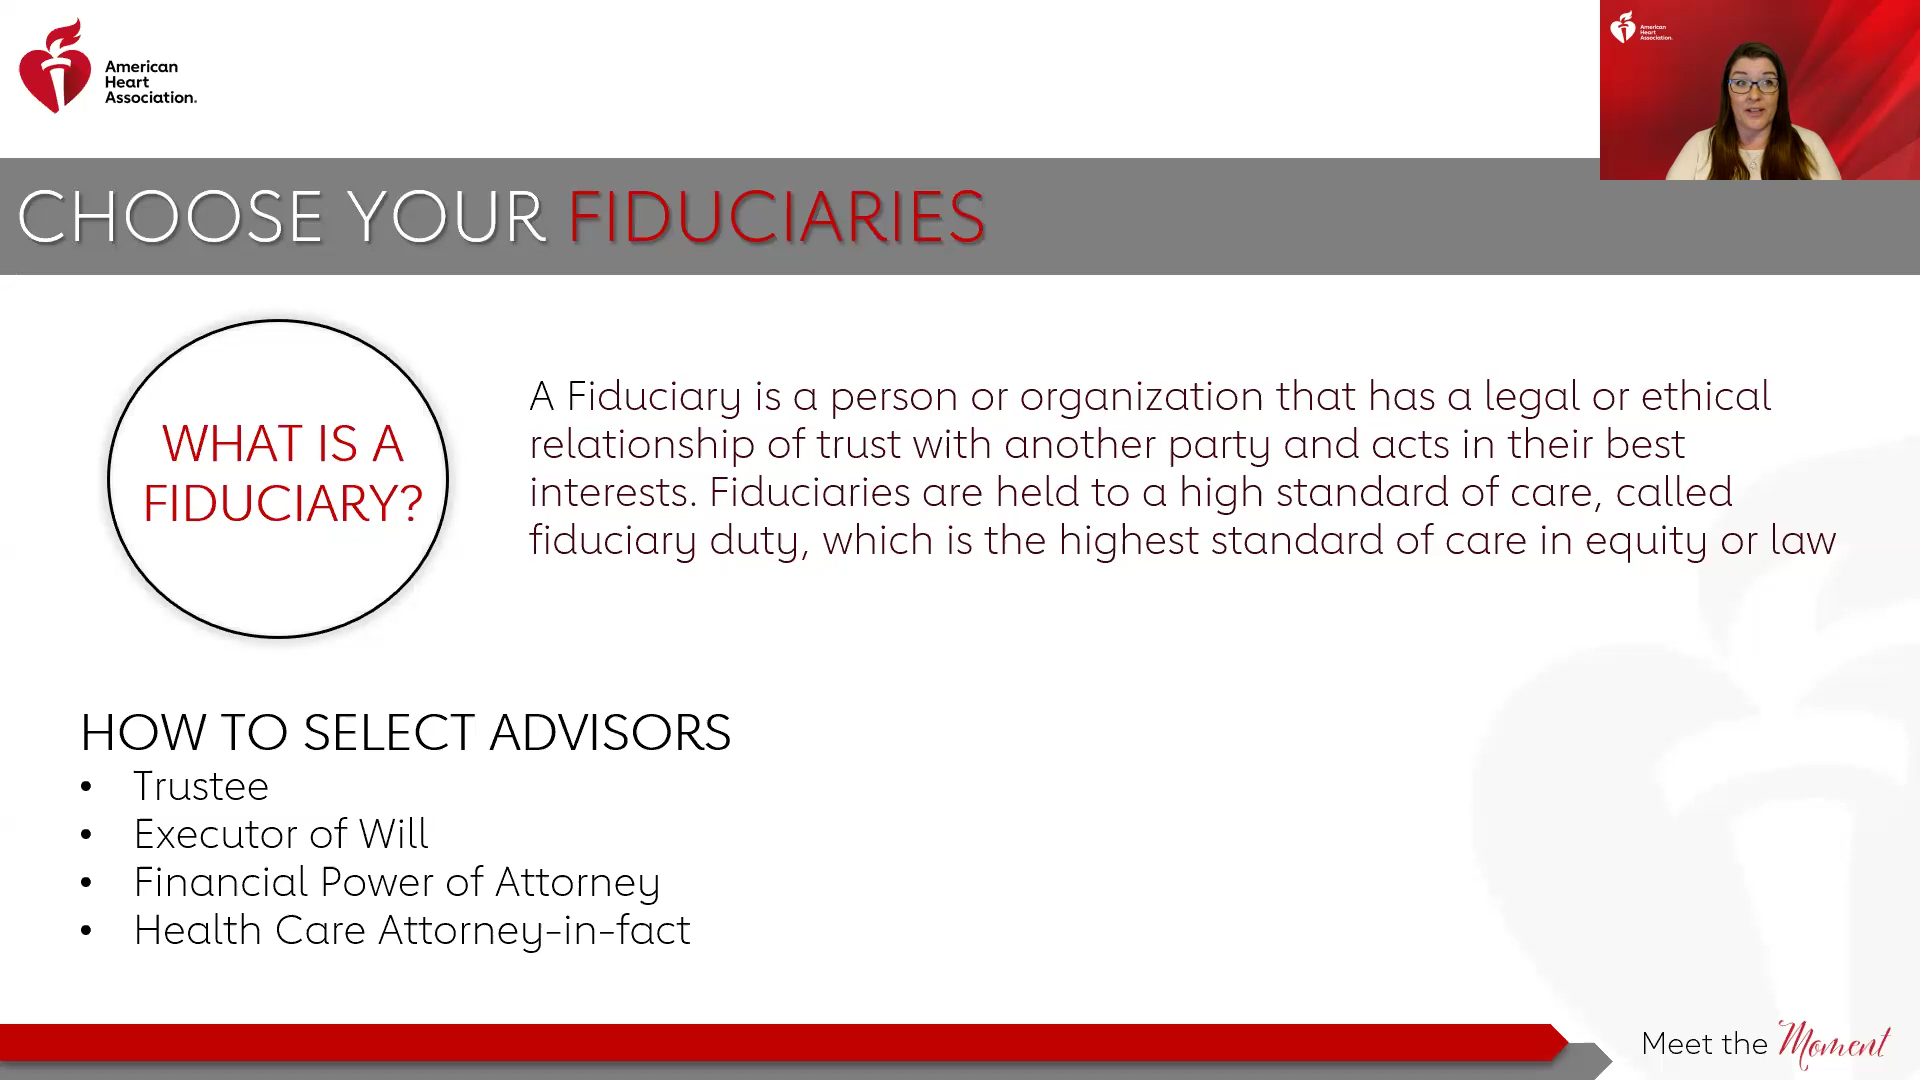 American
Heart
Association.
American
Heart
Association.
CHOOSE YOUR FIDUCIARIES
WHAT IS A
FIDUCIARY?
A Fiduciary is a person or organization that has a legal or ethical
relationship of trust with another party and acts in their best
interests. Fiduciaries are held to a high standard of care, called
fiduciary duty, which is the highest standard of care in equity or law
HOW TO SELECT ADVISORS
• Trustee
• Executor of Will
• Financial Power of Attorney
• Health Care Attorney-in-fact
Meet the Moment